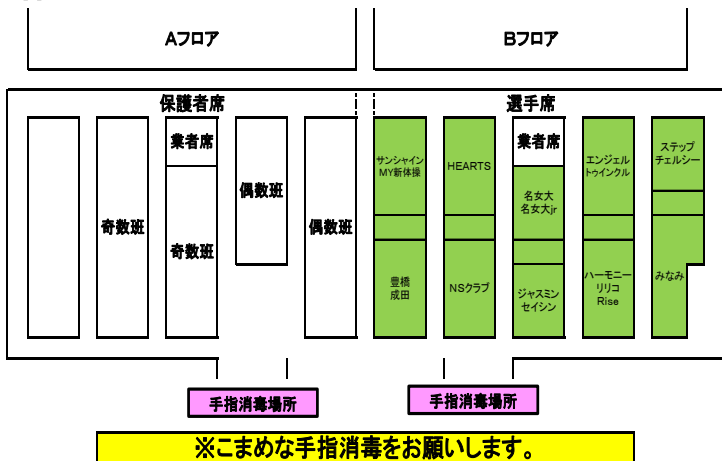 Aフロア
Bフロア
保護者席
選手席
奇数班
業者席
奇数班
偶数班
偶数班
サンシャイン
MY新体操
豊橋
成田
HEARTS
NSクラブ
業者席
名女大
名女大jr
ジャスミン
セイシン
エンジェル
トゥインクル
ハーモニー
リリコ
Rise
ステップ
チェルシー
みなみ
手指消毒場所
手指消毒場所
※こまめな手指消毒をお願いします。